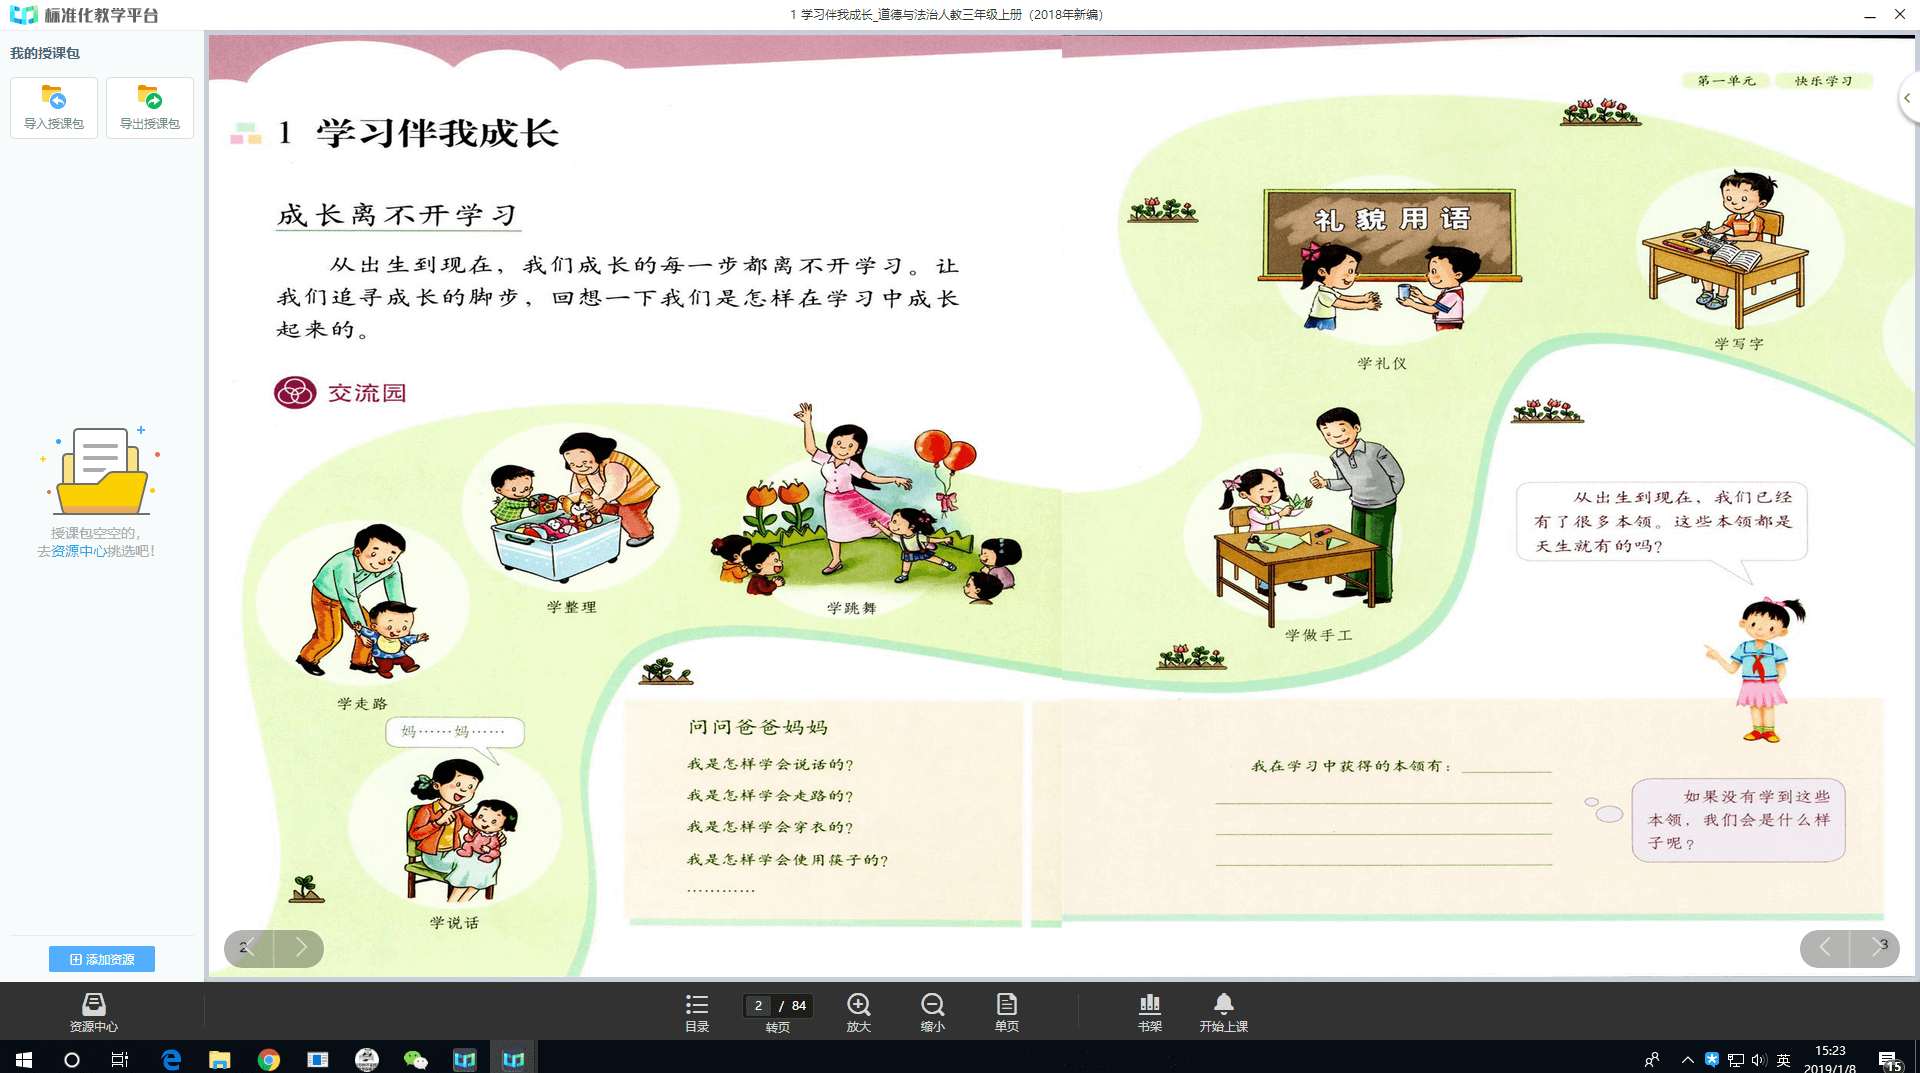 标准化教学平台
1 学习伴我成长_道德与法治人教三年级上册（2018年新编）
我的授课包
导入授课包
导出授课包
授课包空空的，
去资源中心挑选吧！
添加资源
1 学习伴我成长
成长离不开学习
从出生到现在，我们成长的每一步都离不开学习。让
我们追寻成长的脚步，回想一下我们是怎样在学习中成长
起来的。
交流园
学走路
学整理
学跳舞
妈……妈……
学说话
问问爸爸妈妈
我是怎样学会说话的？
我是怎样学会走路的？
我是怎样学会穿衣的？
我是怎样学会使用筷子的？
…………
2
第一单元
快乐学习
礼貌用语
学礼仪
学写字
学做手工
从出生到现在，我们已经
有了很多本领。这些本领都是
天生就有的吗？
我在学习中获得的本领有：
如果没有学到这些
本领，我们会是什么样
子呢？
3
资源中心
目录
2 / 84
转页
放大
缩小
单页
书架
开始上课
英
15:23
2019/1/8
15